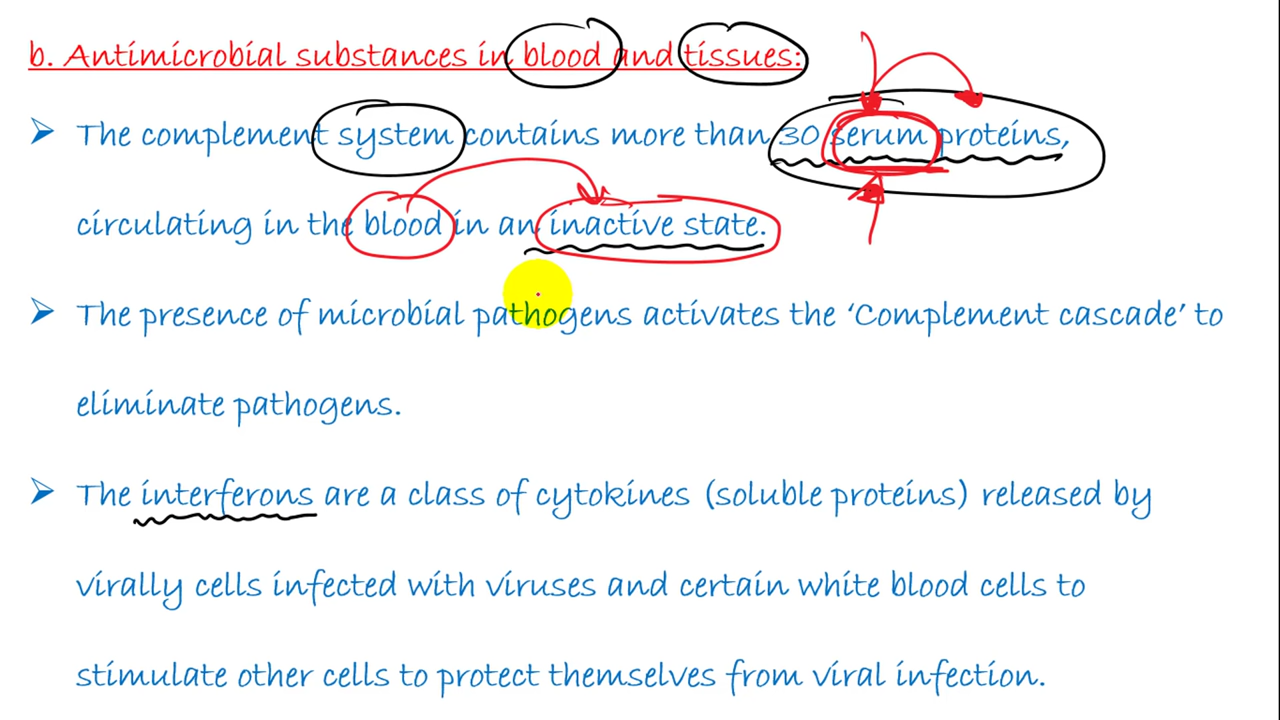 b. Antimicrobial substances in blood and tissues:
➢ The complement system contains more than 30 serum proteins,
circulating in the blood in an inactive state.
➢ The presence of microbial pathogens activates the ‘Complement cascade’ to
eliminate pathogens.
➢ The interferons are a class of cytokines (soluble proteins) released by
virally cells infected with viruses and certain white blood cells to
stimulate other cells to protect themselves from viral infection.